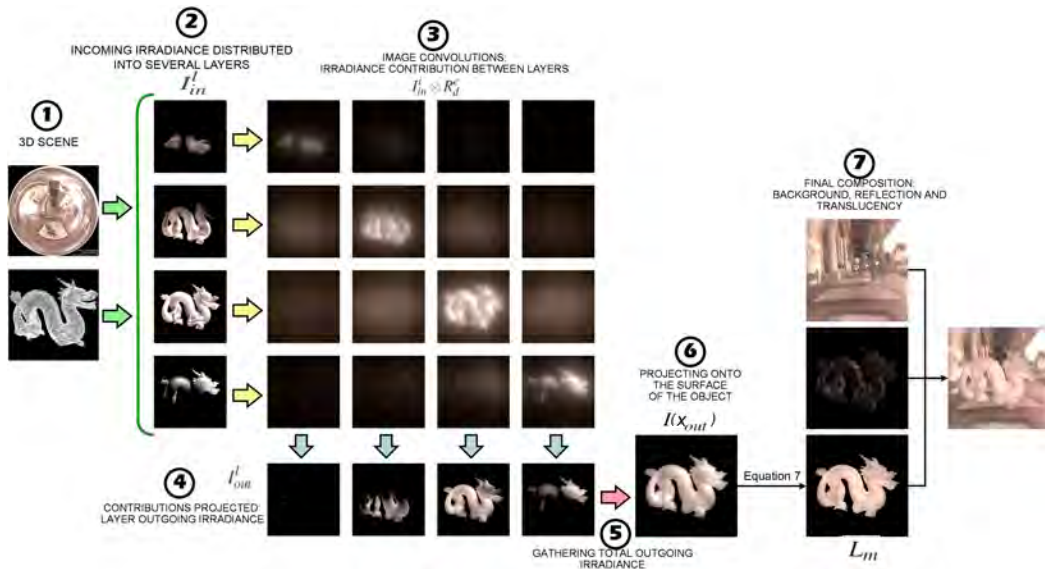 1
3D SCENE
2
INCOMING IRRADIANCE DISTRIBUTED
INTO SEVERAL LAYERS
I^l_in
3
IMAGE CONVOLUTIONS:
IRRADIANCE CONTRIBUTION BETWEEN LAYERS
4
I^l_out
CONTRIBUTIONS PROJECTED
LAYER OUTGOING IRRADIANCE
5
GATHERING TOTAL OUTGOING
IRRADIANCE
6
PROJECTING ONTO
THE SURFACE
OF THE OBJECT
I(x_out)
Equation 7
7
FINAL COMPOSITION:
BACKGROUND, REFLECTION AND
TRANSLUCENCY
L_m